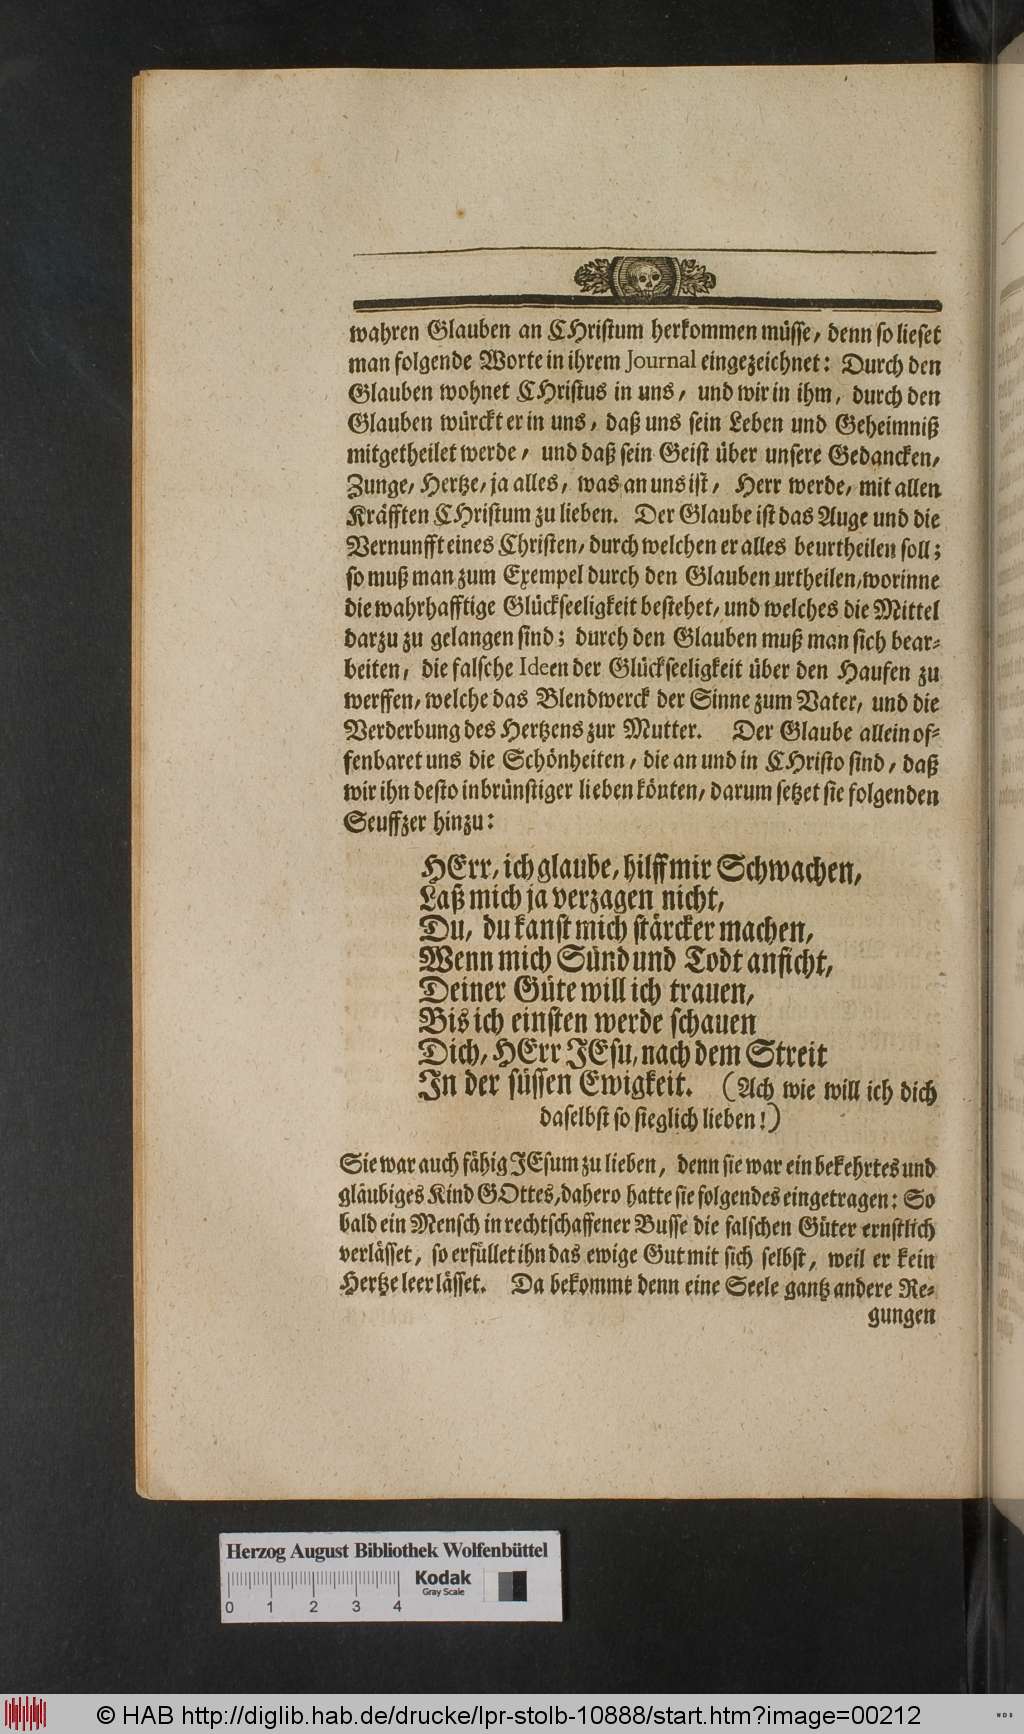 wahren Glauben an CHristum herkommen müsse, denn so lieset
man folgende Worte in ihrem Journal eingezeichnet: Durch den
Glauben wohnet CHristus in uns, und wir in ihm, durch den
Glauben würckt er in uns, daß uns sein Leben und Geheimniß
mitgetheilet werde, und daß sein Geist über unsere Gedancken,
Zunge, Hertze, ja alles, was an uns ist, Herr werde, mit allen
Kräfften CHristum zu lieben. Der Glaube ist das Auge und die
Vernunfft eines Christen, durch welchen er alles beurtheilen soll;
so muß man zum Exempel durch den Glauben urtheilen, worinne
die wahrhafftige Glückseeligkeit bestehet, und welches die Mittel
darzu zu gelangen sind; durch den Glauben muß man sich bear-
beiten, die falsche Ideen der Glückseeligkeit über den Haufen zu
werffen, welche das Blendwerck der Sinne zum Vater, und die
Verderbung des Hertzens zur Mutter. Der Glaube allein of-
fenbaret uns die Schönheiten, die an und in CHristo sind, daß
wir ihn desto inbrünstiger lieben könten, darum setzet sie folgenden
Seuffzer hinzu:
HErr, ich glaube, hilff mir Schwachen,
Laß mich ja verzagen nicht,
Du, du kanst mich stärcker machen,
Wenn mich Sünd und Todt anficht,
Deiner Güte will ich trauen,
Bis ich einsten werde schauen
Dich, HErr JEsu, nach dem Streit
In der süssen Ewigkeit. (Ach wie will ich dich
daselbst so sieglich lieben!)
Sie war auch fähig JEsum zu lieben, denn sie war ein bekehrtes und
gläubiges Kind GOttes, dahero hatte sie folgendes eingetragen: So
bald ein Mensch in rechtschaffener Busse die falschen Güter ernstlich
verlässet, so erfüllet ihn das ewige Gut mit sich selbst, weil er kein
Hertze leer lässet. Da bekommt denn eine Seele gantz andere Re-
gungen
Herzog August Bibliothek Wolfenbüttel
Kodak
Gray Scale
0 1 2 3 4
© HAB http://diglib.hab.de/drucke/lpr-stolb-10888/start.htm?image=00212